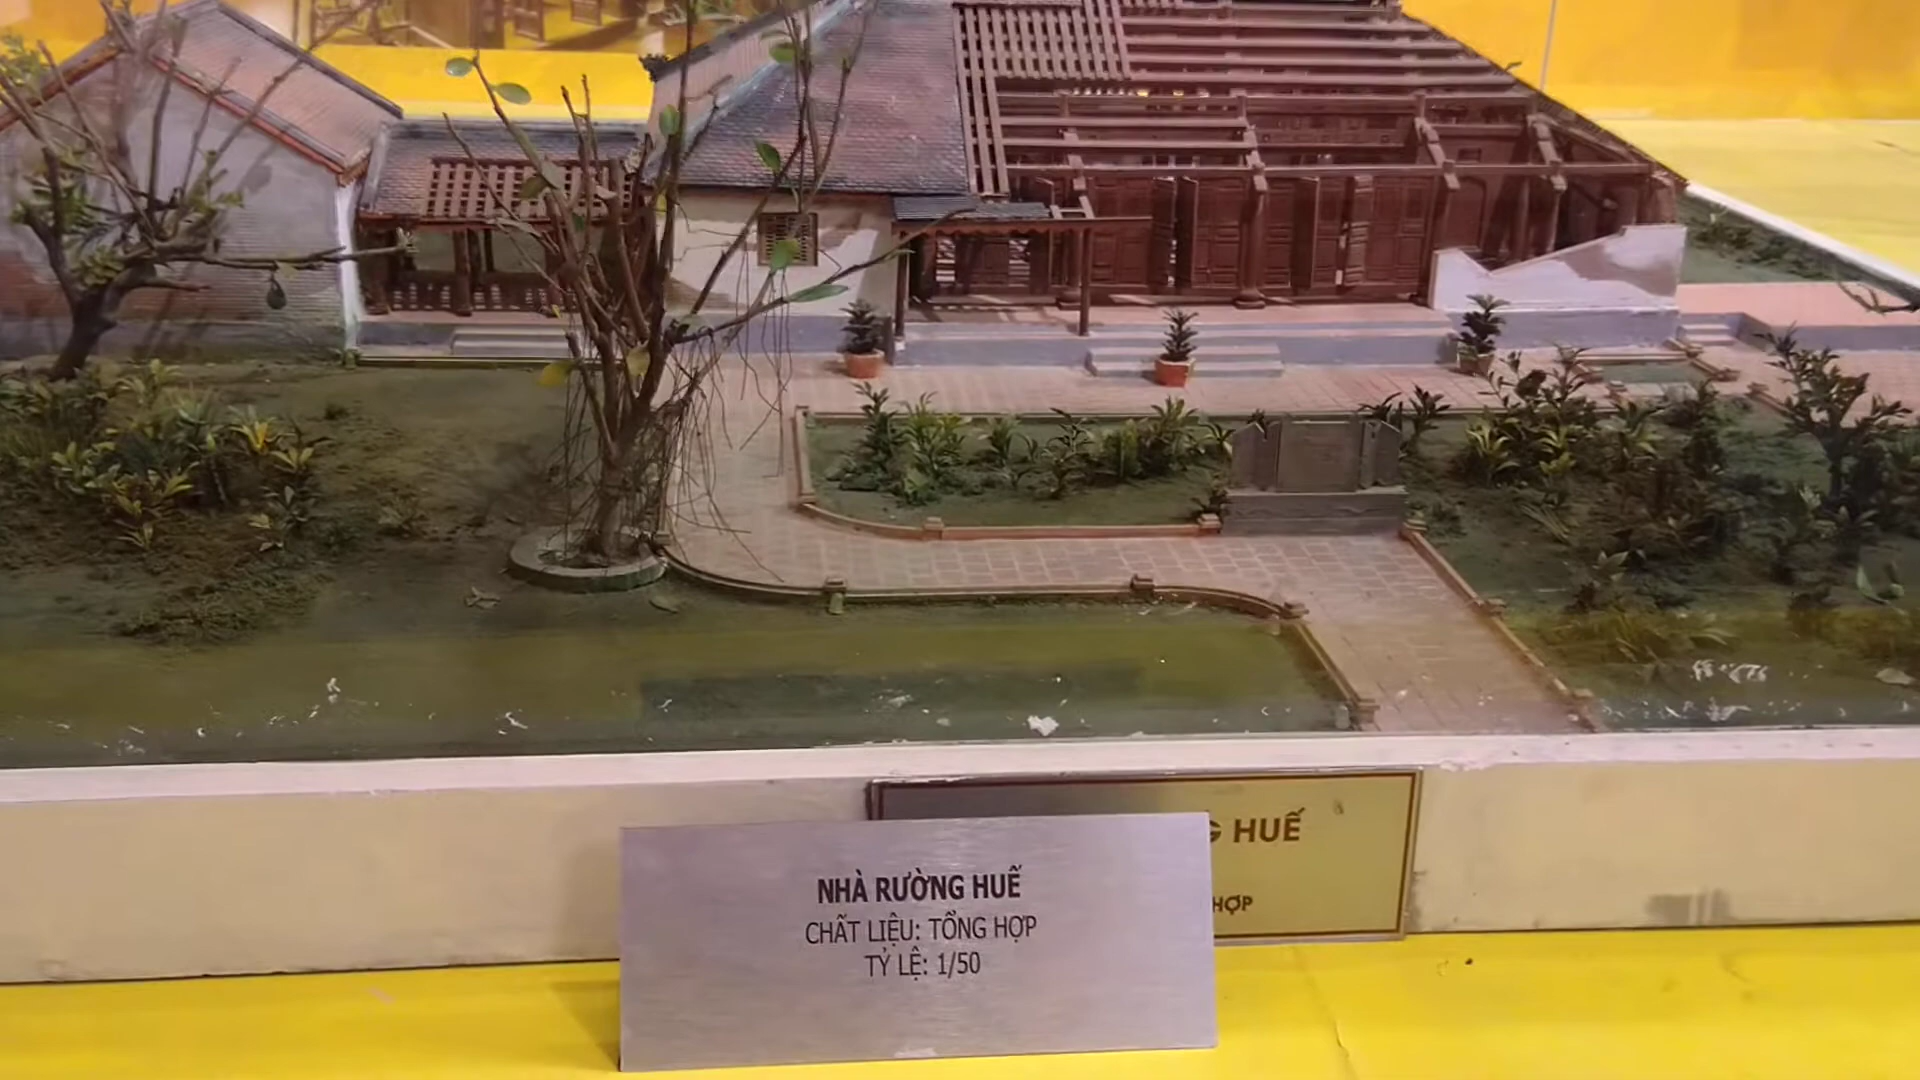 HUẾ
HỢP
NHÀ RƯỜNG HUẾ
CHẤT LIỆU: TỔNG HỢP
TỶ LỆ: 1/50